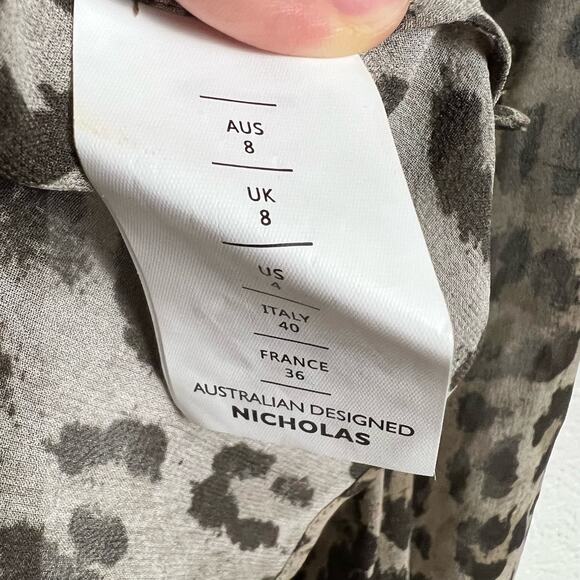 AUS
8
UK
8
US
4
ITALY
40
FRANCE
36
AUSTRALIAN DESIGNED
NICHOLAS